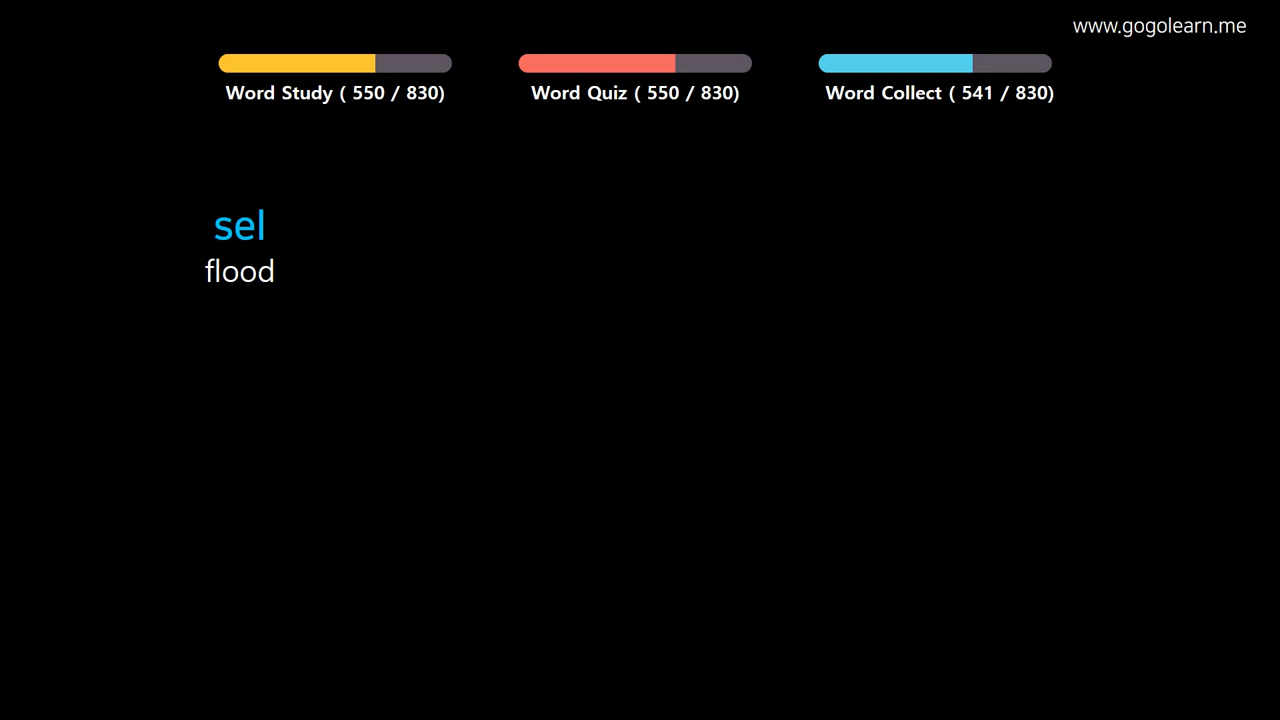 www.gogolearn.me
Word Study ( 550 / 830)
Word Quiz ( 550 / 830)
Word Collect ( 541 / 830)
sel
flood